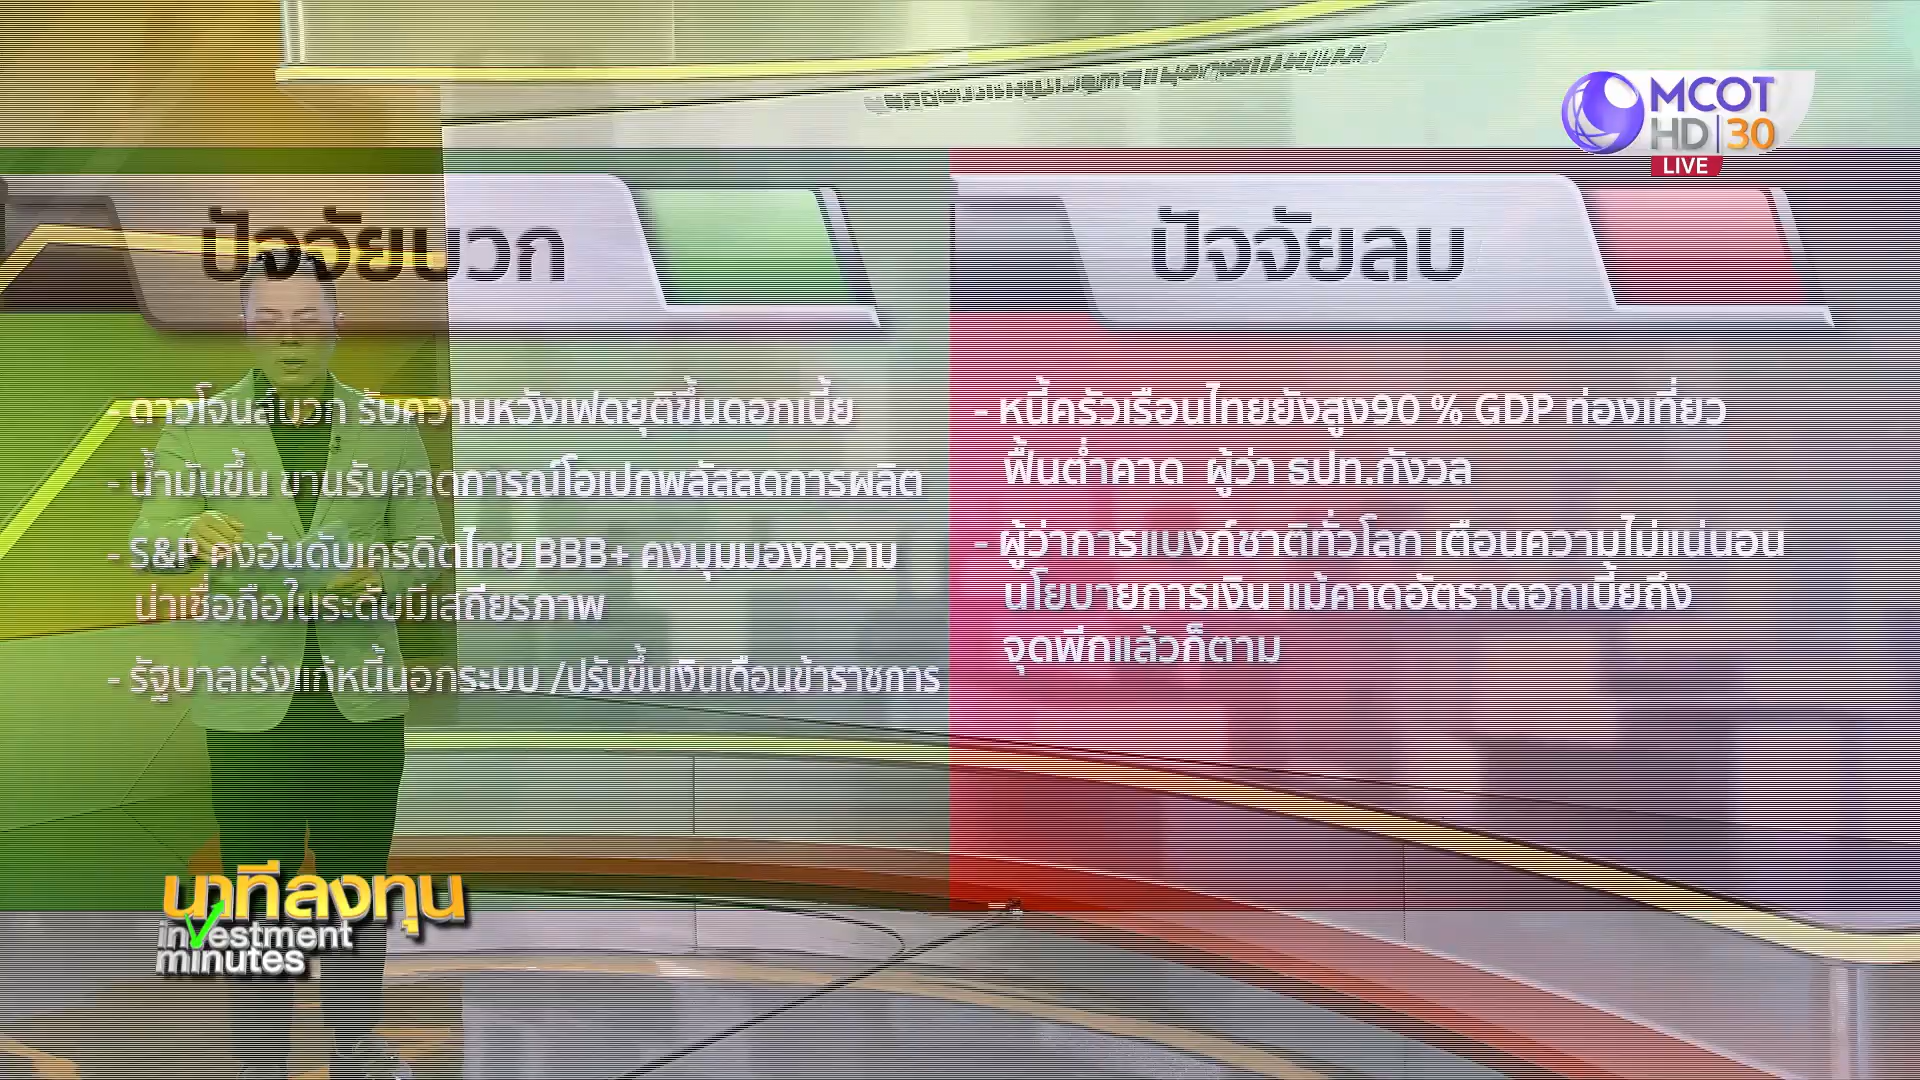 MCOT
HD 30
LIVE
ปัจจัยบวก
- ดาวโจนส์บวก รับความหวังเฟดยุติขึ้นดอกเบี้ย
- น้ำมันขึ้น ขานรับคาดการณ์โอเปกพลัสลดการผลิต
- S&P คงอันดับเครดิตไทย BBB+ คงมุมมองความ
น่าเชื่อถือในระดับมีเสถียรภาพ
- รัฐบาลเร่งแก้หนี้นอกระบบ /ปรับขึ้นเงินเดือนข้าราชการ
ปัจจัยลบ
- หนี้ครัวเรือนไทยยังสูง90 % GDP ท่องเที่ยว
ฟื้นต่ำคาด ผู้ว่า ธปท.กังวล
- ผู้ว่าการแบงก์ชาติทั่วโลก เตือนความไม่แน่นอน
นโยบายการเงิน แม้คาดอัตราดอกเบี้ยถึง
จุดพีกแล้วก็ตาม
นาทีลงทุน
investment
minutes